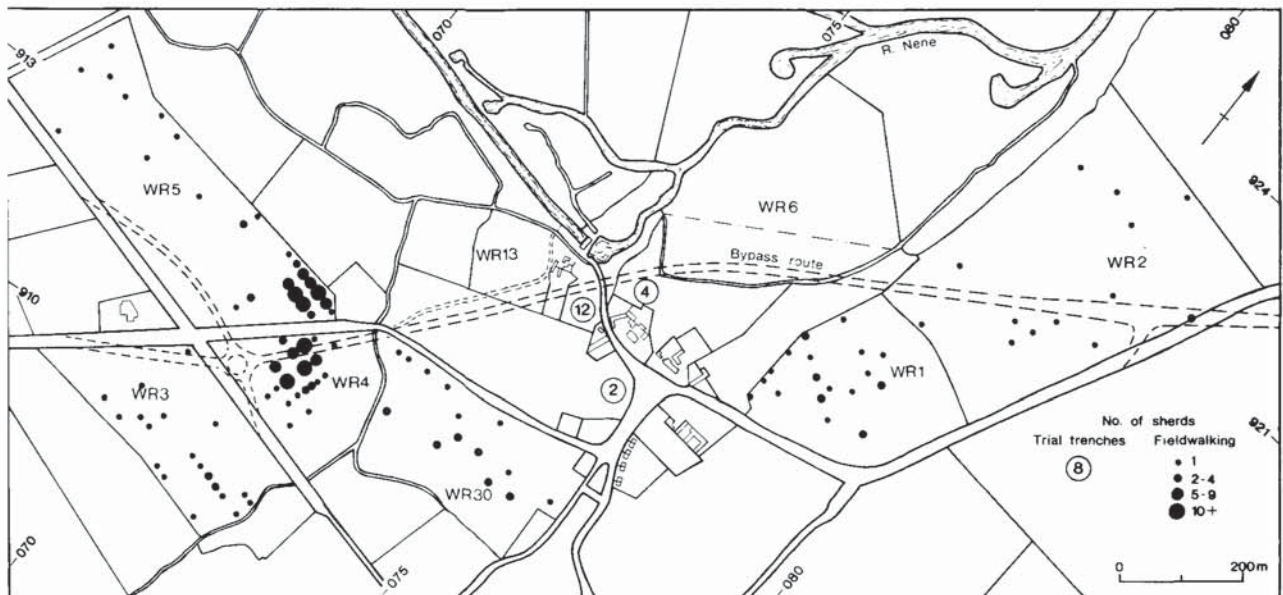 070
075
080
913
R. Nene
WR5
WR6
924
WR13
WR2
Bypass route
910
4
12
WR3
WR4
WR1
2
No. of sherds
921
Trial trenches
Fieldwalking
8
1
2-4
5-9
10+
WR30
070
075
080
0
200m